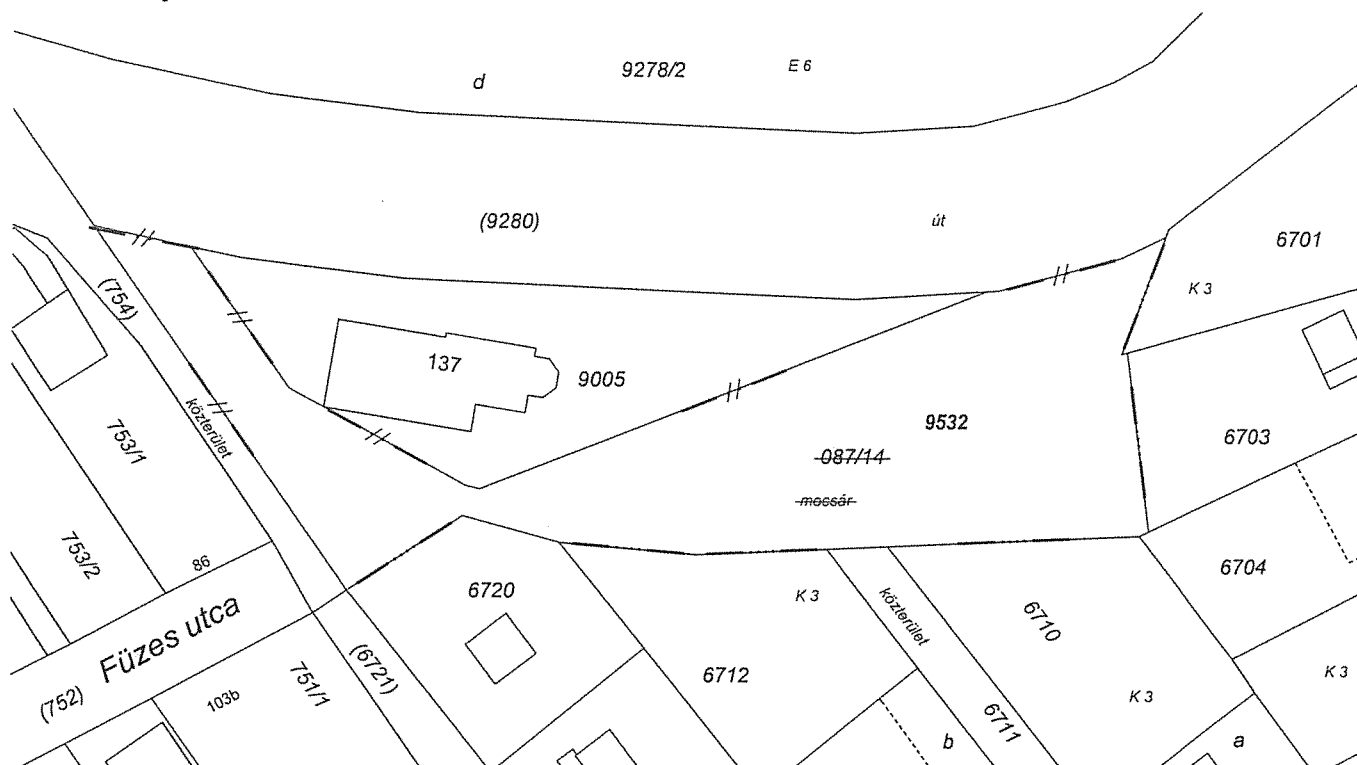 d
9278/2
E 6
(9280)
út
6701
K 3
(754)
137
9005
közterület
9532
087/14
mocsár
6703
753/1
753/2
86
6720
K 3
közterület
6710
6704
Füzes utca
(752)
103b
751/1
(6721)
6712
K 3
K 3
6711
b
a